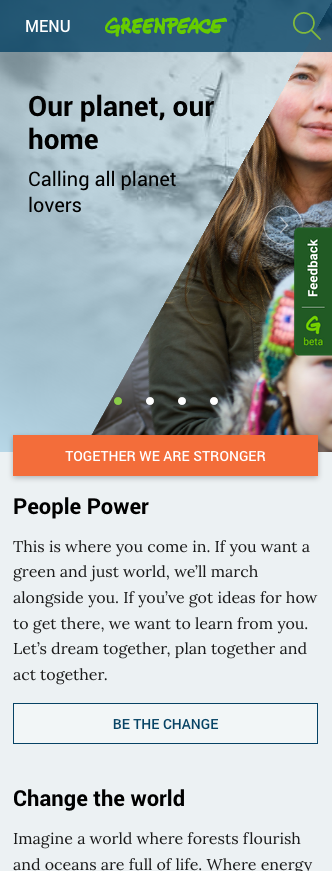 MENU
GREENPEACE
Our planet, our
home
Calling all planet
lovers
Feedback
beta
TOGETHER WE ARE STRONGER
People Power
This is where you come in. If you want a
green and just world, we’ll march
alongside you. If you’ve got ideas for how
to get there, we want to learn from you.
Let’s dream together, plan together and
act together.
BE THE CHANGE
Change the world
Imagine a world where forests flourish
and oceans are full of life. Where energy